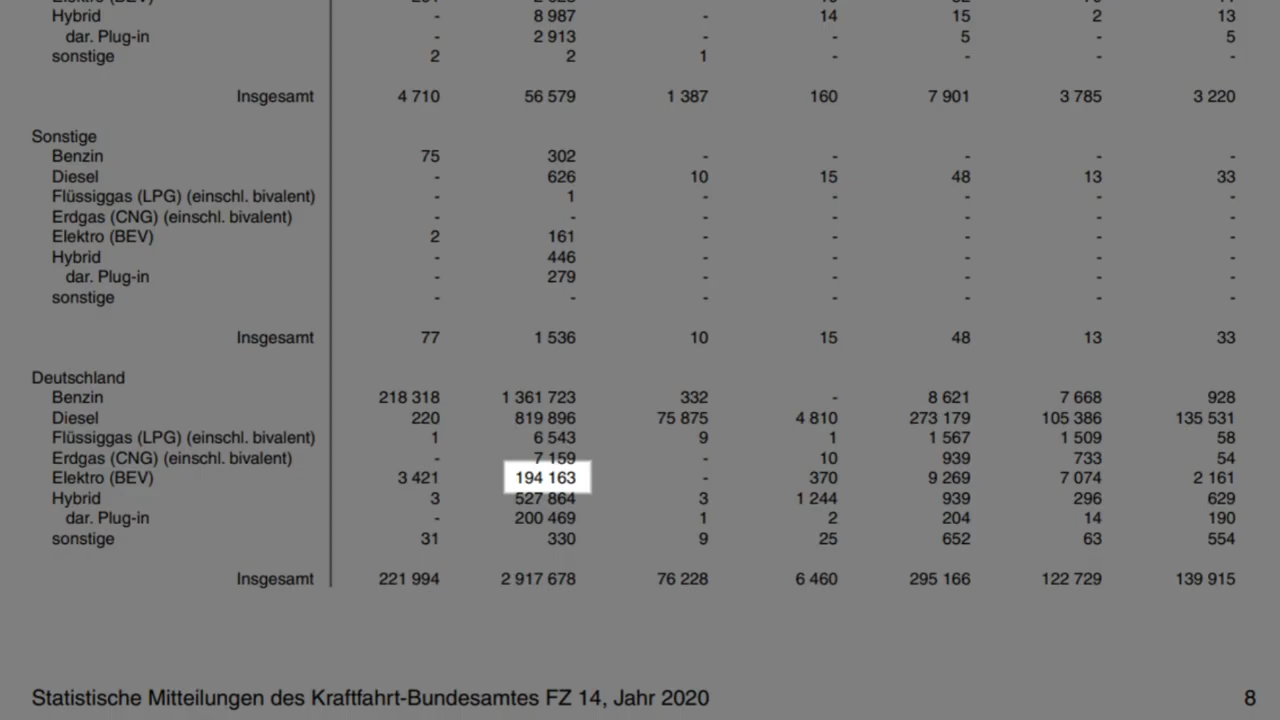 Hybrid - 8 987 - 14 15 2 13
dar. Plug-in - 2 913 - - 5 - 5
sonstige 2 2 1 - - - -
Insgesamt 4 710 56 579 1 387 160 7 901 3 785 3 220
Sonstige
Benzin 75 302 - - - - -
Diesel - 626 10 15 48 13 33
Flüssiggas (LPG) (einschl. bivalent) - 1 - - - - -
Erdgas (CNG) (einschl. bivalent) - - - - - - -
Elektro (BEV) 2 161 - - - - -
Hybrid - 446 - - - - -
dar. Plug-in - 279 - - - - -
sonstige - - - - - - -
Insgesamt 77 1 536 10 15 48 13 33
Deutschland
Benzin 218 318 1 361 723 332 - 8 621 7 668 928
Diesel 220 819 896 75 875 4 810 273 179 105 386 135 531
Flüssiggas (LPG) (einschl. bivalent) 1 6 543 9 1 1 567 1 509 58
Erdgas (CNG) (einschl. bivalent) - 7 159 - 10 939 733 54
Elektro (BEV) 3 421 194 163 - 370 9 269 7 074 2 161
Hybrid 3 527 864 3 1 244 939 296 629
dar. Plug-in - 200 469 1 2 204 14 190
sonstige 31 330 9 25 652 63 554
Insgesamt 221 994 2 917 678 76 228 6 460 295 166 122 729 139 915
Statistische Mitteilungen des Kraftfahrt-Bundesamtes FZ 14, Jahr 2020 8